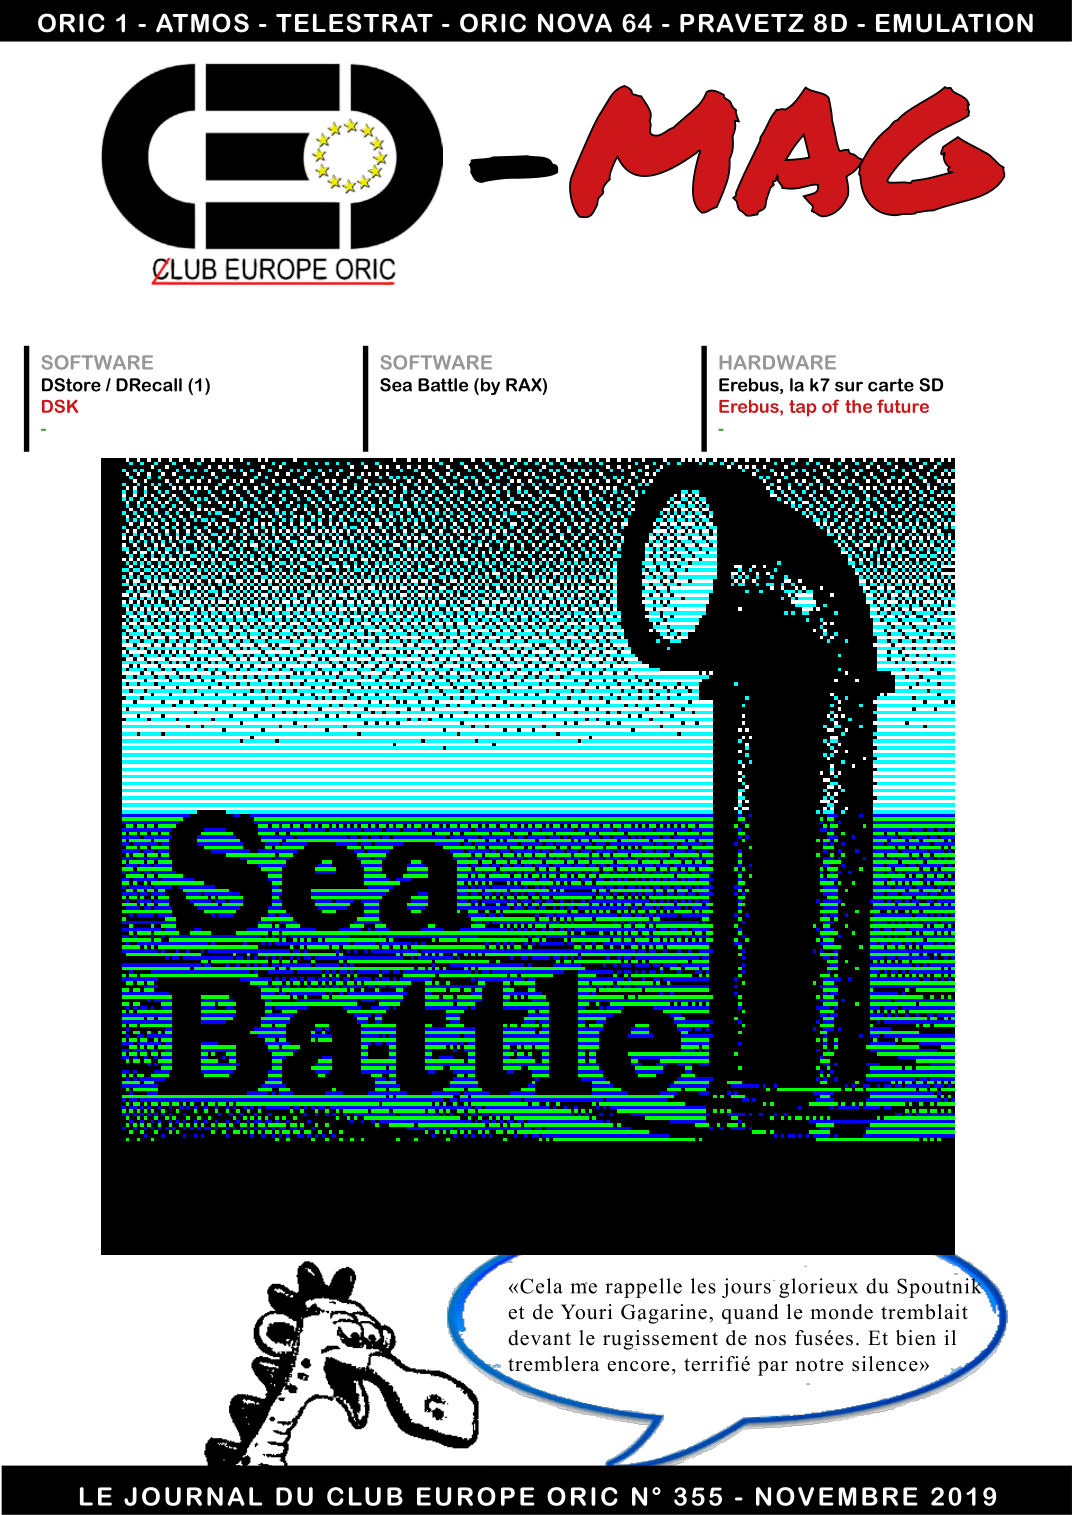 ORIC 1 - ATMOS - TELESTRAT - ORIC NOVA 64 - PRAVETZ 8D - EMULATION
CEO -MAG
CLUB EUROPE ORIC
SOFTWARE
DStore / DRecall (1)
DSK
-
SOFTWARE
Sea Battle (by RAX)
HARDWARE
Erebus, la k7 sur carte SD
Erebus, tap of the future
-
Sea
Battle
«Cela me rappelle les jours glorieux du Spoutnik
et de Youri Gagarine, quand le monde tremblait
devant le rugissement de nos fusées. Et bien il
tremblera encore, terrifié par notre silence»
LE JOURNAL DU CLUB EUROPE ORIC N° 355 - NOVEMBRE 2019